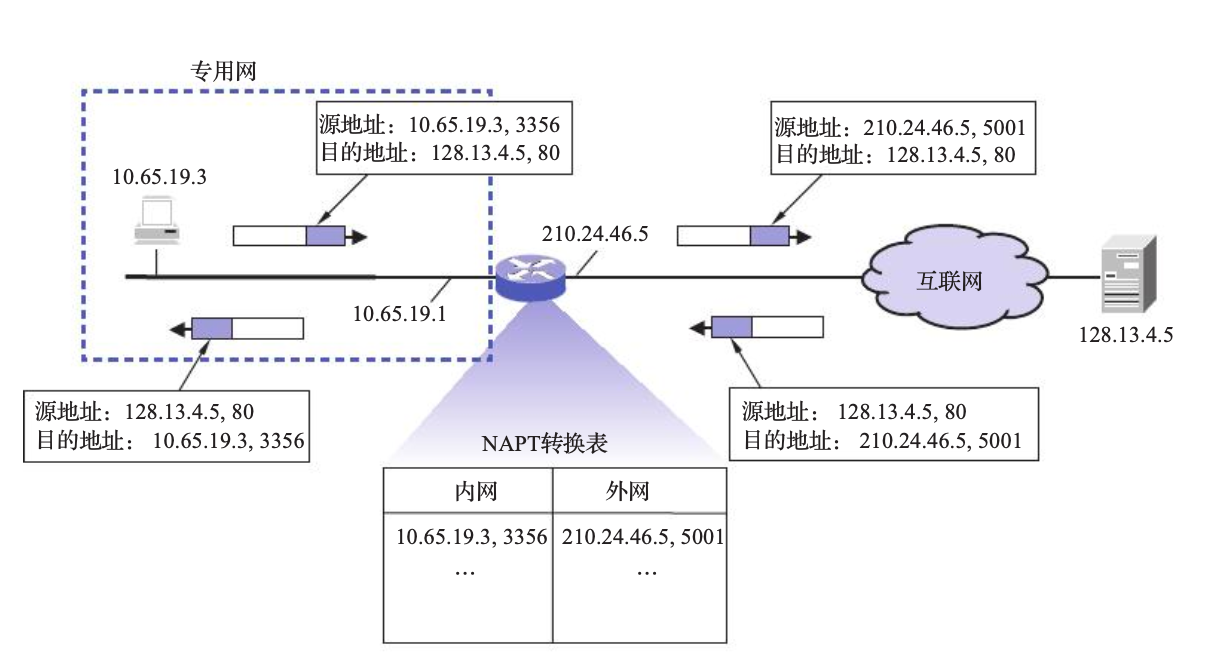 专用网
源地址：10.65.19.3, 3356
目的地址：128.13.4.5, 80
源地址：210.24.46.5, 5001
目的地址：128.13.4.5, 80
10.65.19.3
210.24.46.5
互联网
10.65.19.1
128.13.4.5
源地址：128.13.4.5, 80
目的地址： 10.65.19.3, 3356
源地址： 128.13.4.5, 80
目的地址： 210.24.46.5, 5001
NAPT转换表
内网 外网
10.65.19.3, 3356 210.24.46.5, 5001
… …